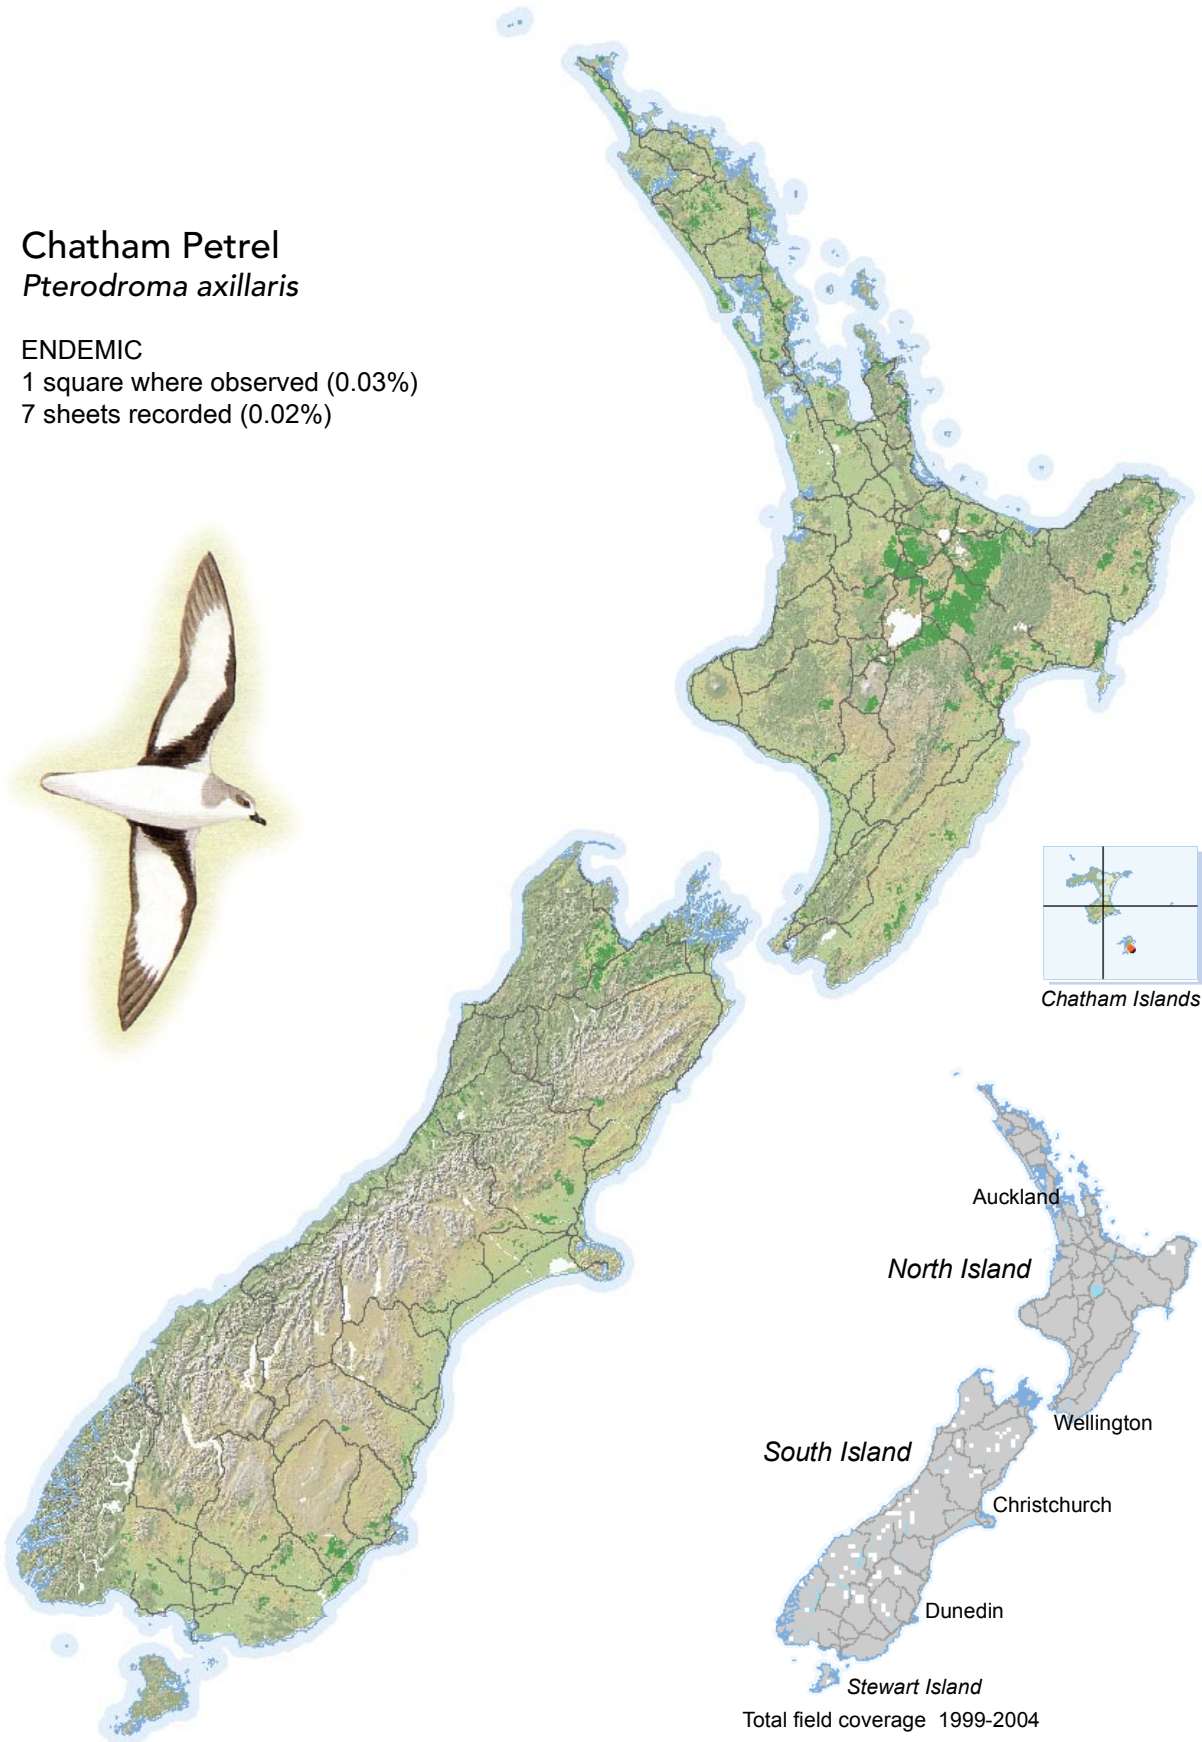 Chatham Petrel
Pterodroma axillaris
ENDEMIC
1 square where observed (0.03%)
7 sheets recorded (0.02%)
Chatham Islands
Auckland
North Island
Wellington
South Island
Christchurch
Dunedin
Stewart Island
Total field coverage 1999-2004